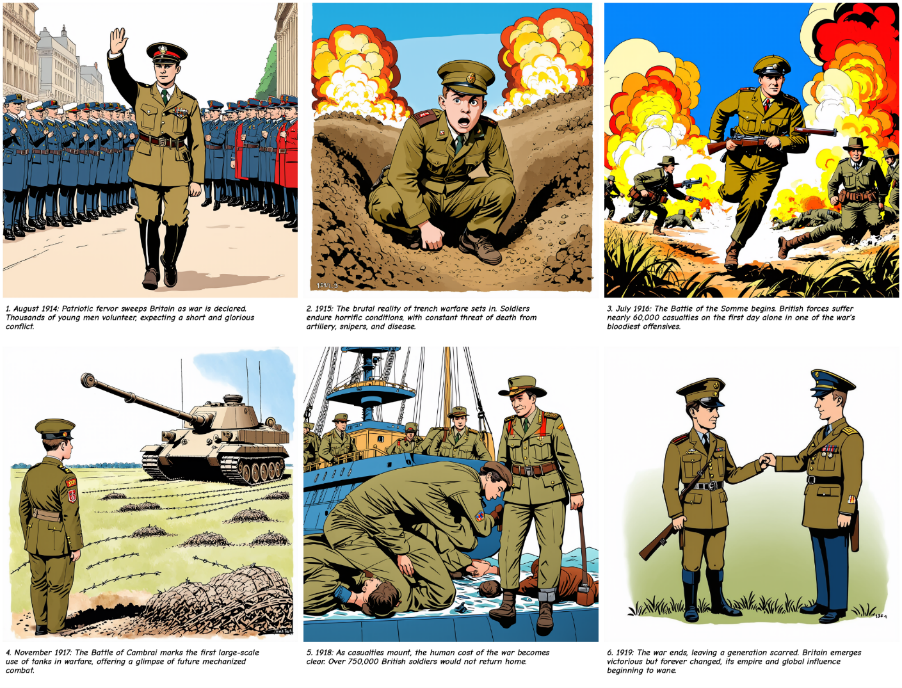 1. August 1914: Patriotic fervor sweeps Britain as war is declared.
Thousands of young men volunteer, expecting a short and glorious
conflict.
2. 1915: The brutal reality of trench warfare sets in. Soldiers
endure horrific conditions, with constant threat of death from
artillery, snipers, and disease.
3. July 1916: The Battle of the Somme begins. British forces suffer
nearly 60,000 casualties on the first day alone in one of the war's
bloodiest offensives.
4. November 1917: The Battle of Cambrai marks the first large-scale
use of tanks in warfare, offering a glimpse of future mechanized
combat.
5. 1918: As casualties mount, the human cost of the war becomes
clear. Over 750,000 British soldiers would not return home.
6. 1919: The war ends, leaving a generation scarred. Britain emerges
victorious but forever changed, its empire and global influence
beginning to wane.